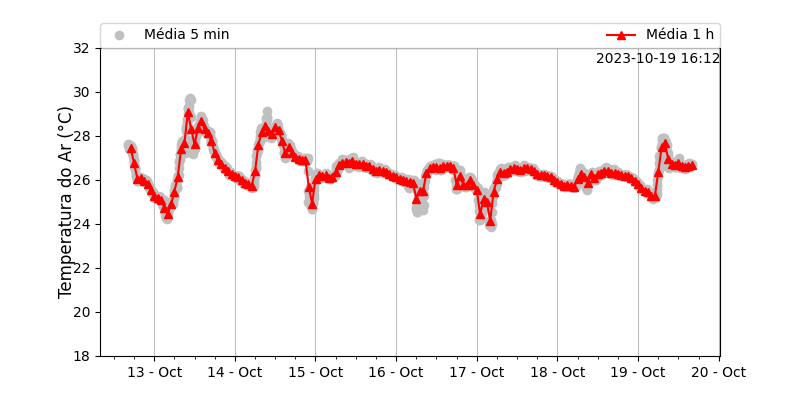 Média 5 min
Média 1 h
2023-10-19 16:12
Temperatura do Ar (°C)
32
30
28
26
24
22
20
18
13 - Oct
14 - Oct
15 - Oct
16 - Oct
17 - Oct
18 - Oct
19 - Oct
20 - Oct